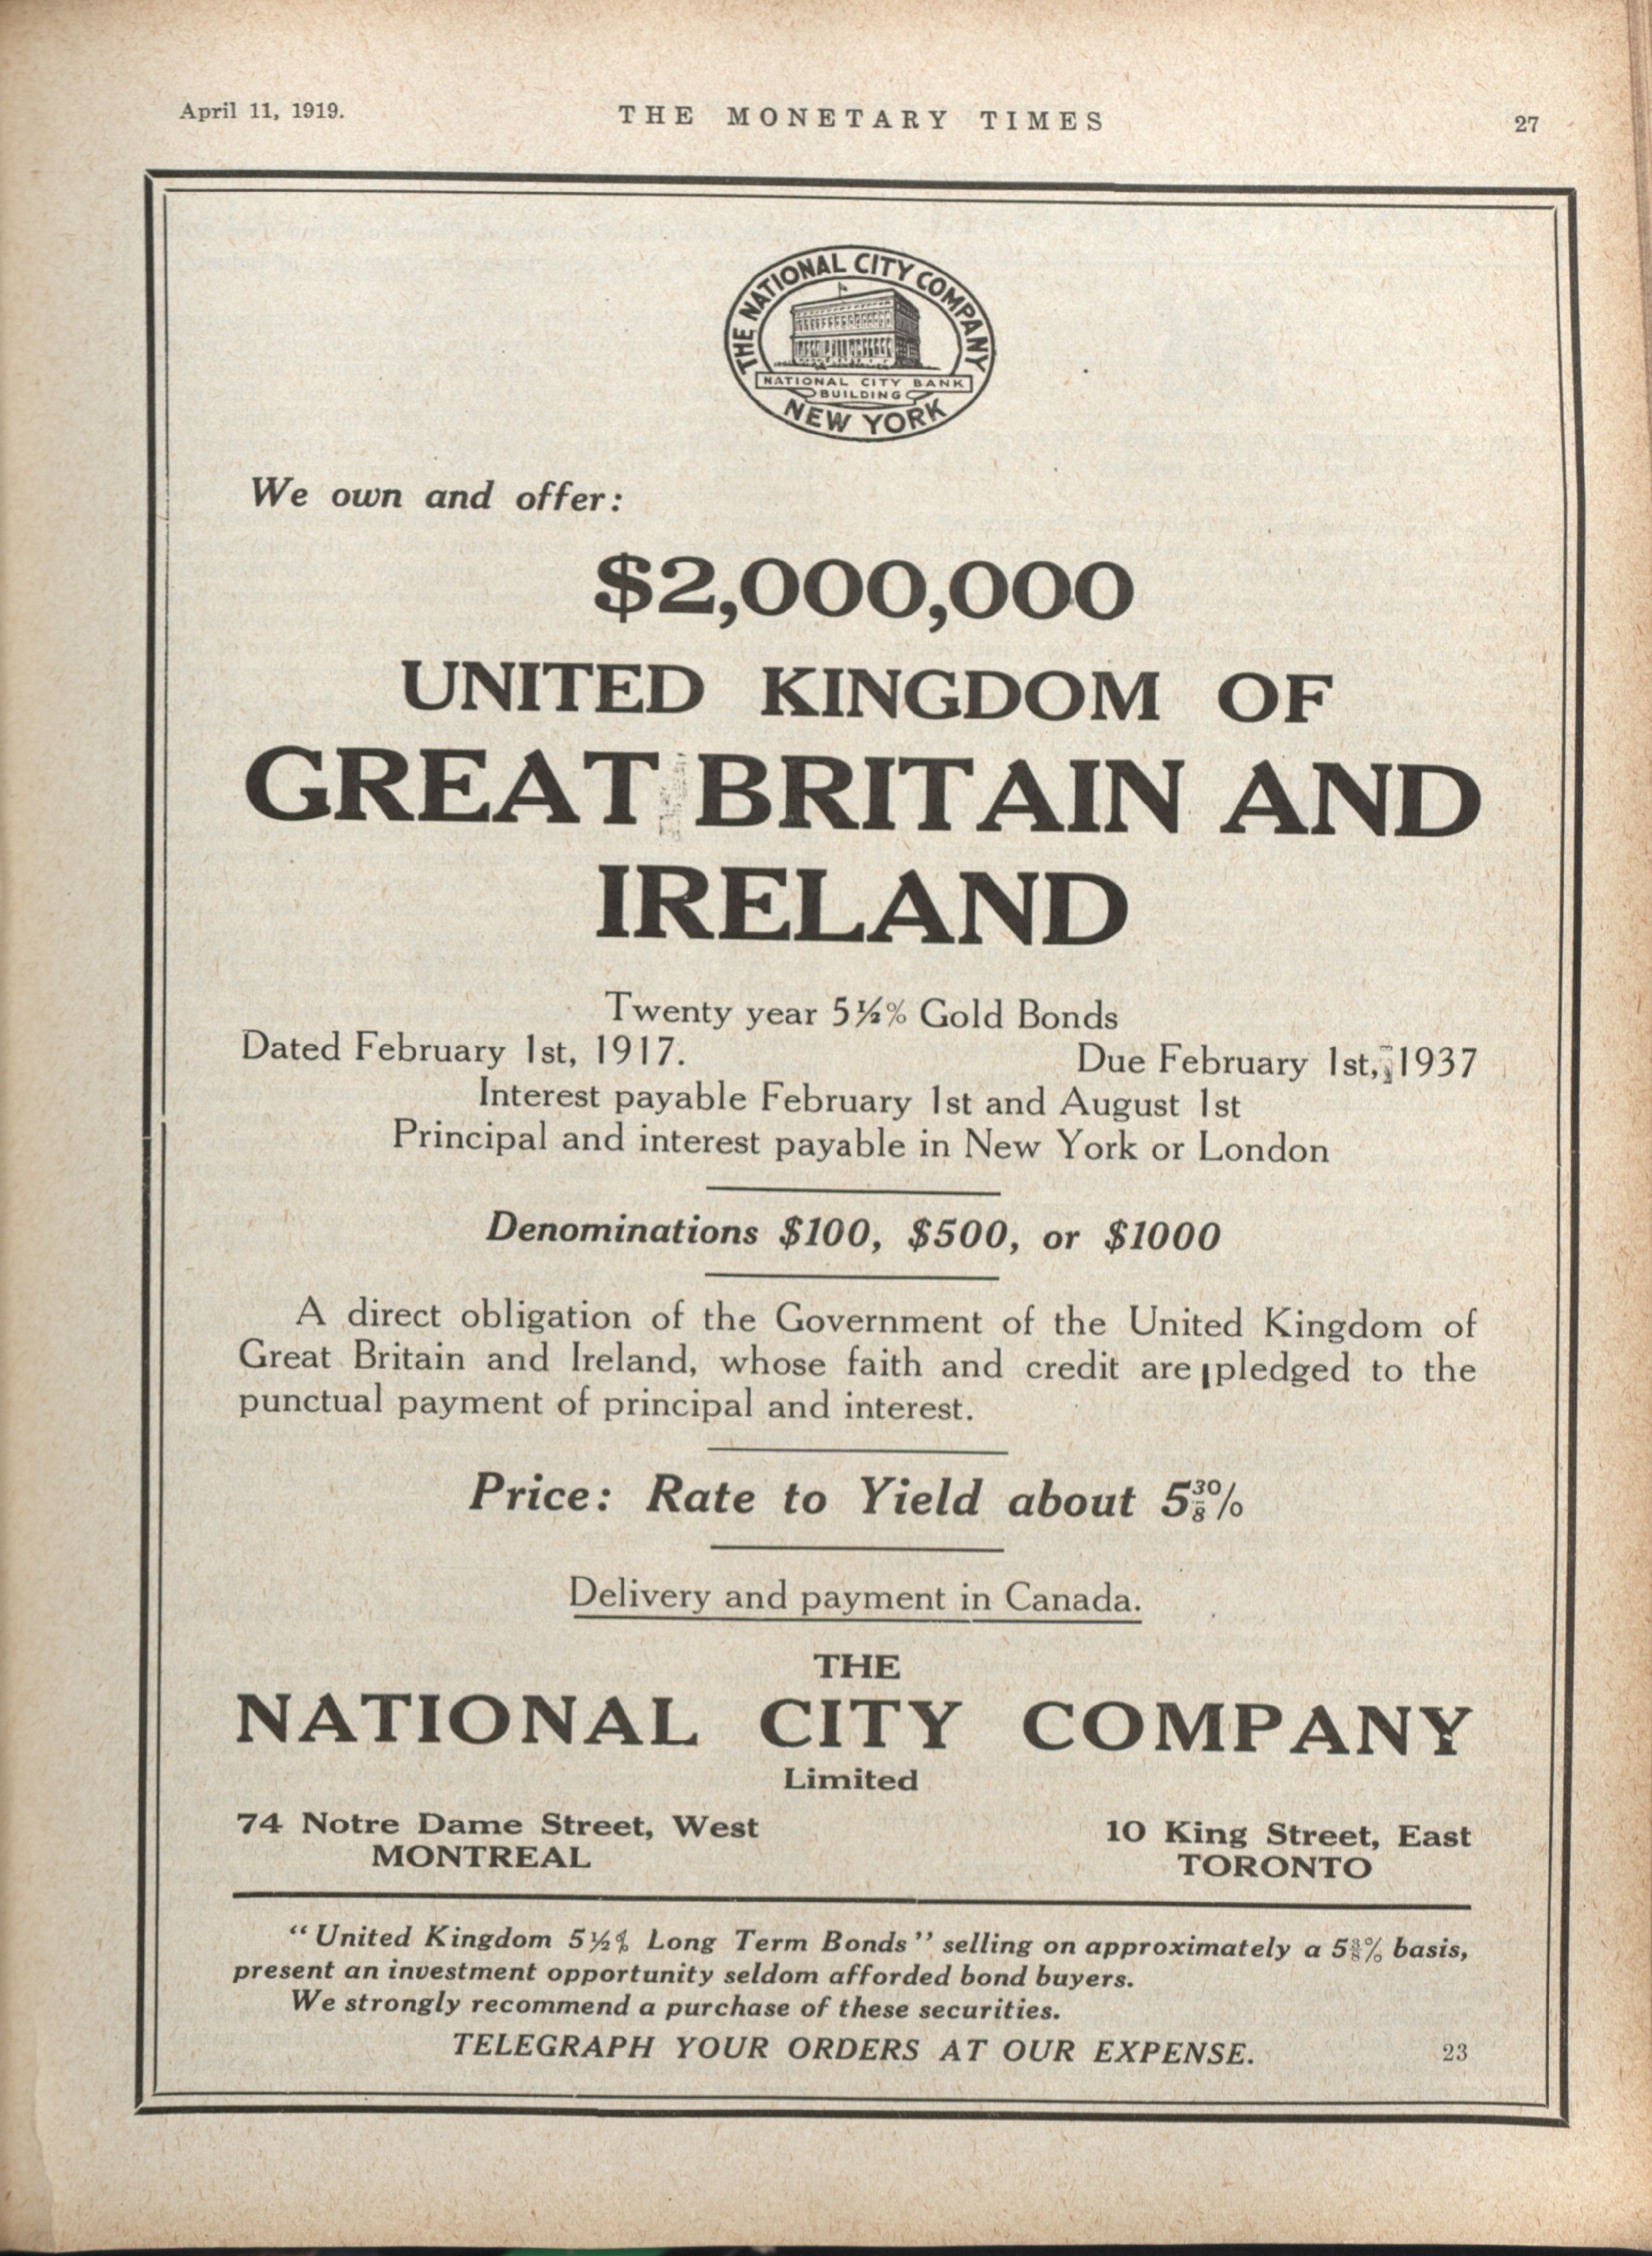 April 11, 1919.
THE MONETARY TIMES
27
THE NATIONAL CITY COMPANY
NATIONAL CITY BANK
BUILDING
NEW YORK
We own and offer:
$2,000,000
UNITED KINGDOM OF
GREAT BRITAIN AND
IRELAND
Twenty year 5½% Gold Bonds
Dated February 1st, 1917.
Due February 1st, 1937
Interest payable February 1st and August 1st
Principal and interest payable in New York or London
Denominations $100, $500, or $1000
A direct obligation of the Government of the United Kingdom of
Great Britain and Ireland, whose faith and credit are pledged to the
punctual payment of principal and interest.
Price: Rate to Yield about
Delivery and payment in Canada.
THE
NATIONAL CITY COMPANY
Limited
74 Notre Dame Street, West
MONTREAL
10 King Street, East
TORONTO
“United Kingdom 5½% Long Term Bonds” selling on approximately a basis,
present an investment opportunity seldom afforded bond buyers.
We strongly recommend a purchase of these securities.
TELEGRAPH YOUR ORDERS AT OUR EXPENSE.
23